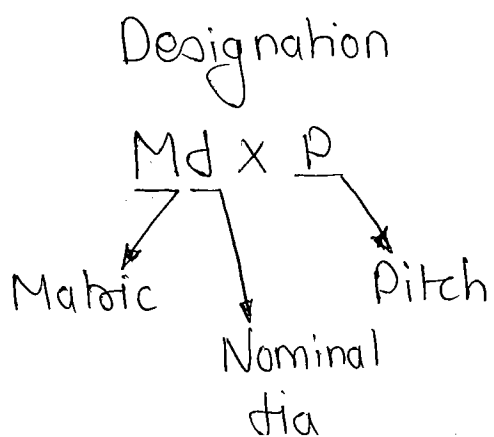 Designation
Md x P
Matric
Pitch
Nominal
dia